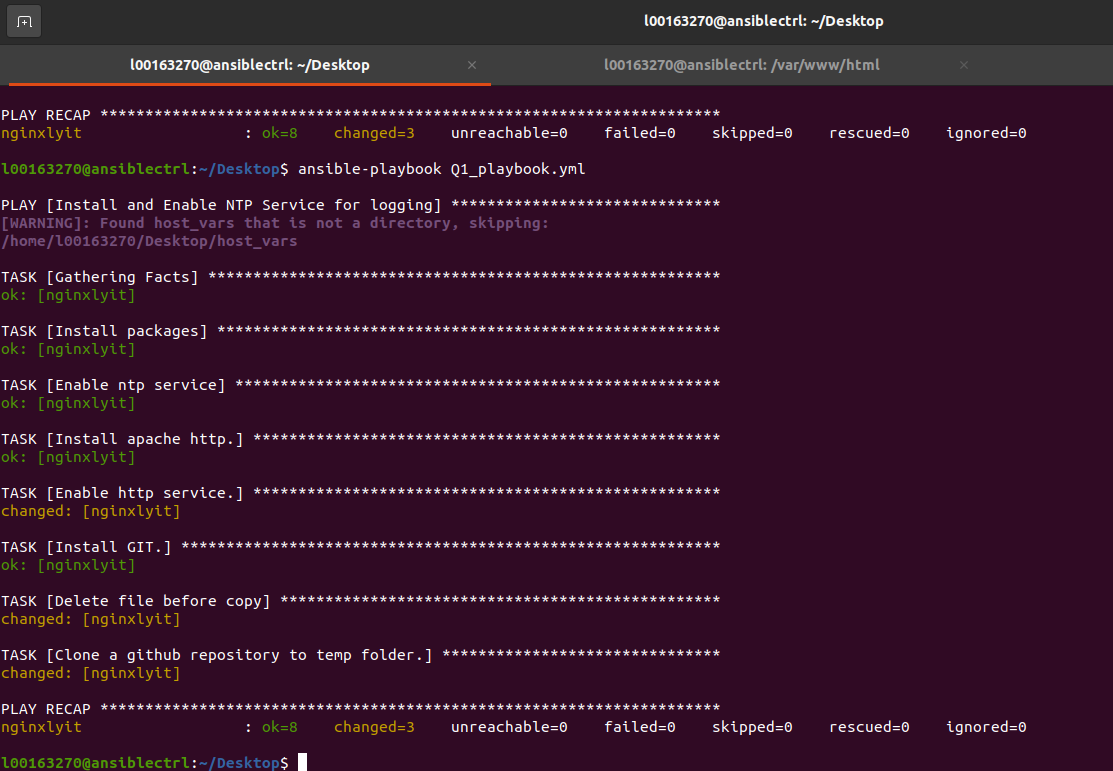 l00163270@ansiblectrl: ~/Desktop
l00163270@ansiblectrl: ~/Desktop × l00163270@ansiblectrl: /var/www/html ×
PLAY RECAP *********************************************************************
nginxlyit : ok=8 changed=3 unreachable=0 failed=0 skipped=0 rescued=0 ignored=0
l00163270@ansiblectrl:~/Desktop$ ansible-playbook Q1_playbook.yml
PLAY [Install and Enable NTP Service for logging] ******************************
[WARNING]: Found host_vars that is not a directory, skipping:
/home/l00163270/Desktop/host_vars
TASK [Gathering Facts] *********************************************************
ok: [nginxlyit]
TASK [Install packages] ********************************************************
ok: [nginxlyit]
TASK [Enable ntp service] ******************************************************
ok: [nginxlyit]
TASK [Install apache http.] ****************************************************
ok: [nginxlyit]
TASK [Enable http service.] ****************************************************
changed: [nginxlyit]
TASK [Install GIT.] ************************************************************
ok: [nginxlyit]
TASK [Delete file before copy] *************************************************
changed: [nginxlyit]
TASK [Clone a github repository to temp folder.] *******************************
changed: [nginxlyit]
PLAY RECAP *********************************************************************
nginxlyit : ok=8 changed=3 unreachable=0 failed=0 skipped=0 rescued=0 ignored=0
l00163270@ansiblectrl:~/Desktop$